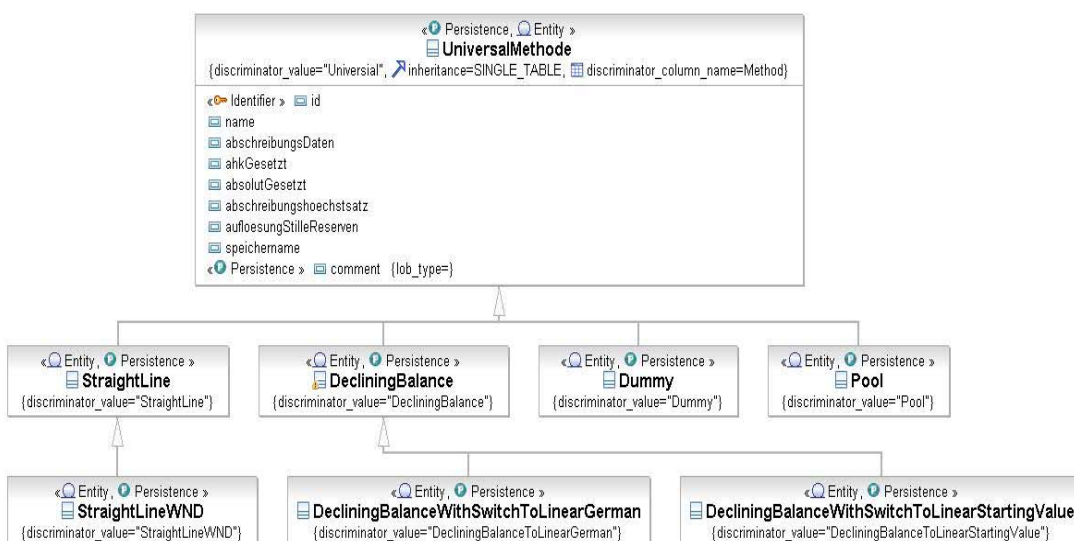 « Persistence, Entity »
UniversalMethode
{discriminator_value="Universial", inheritance=SINGLE_TABLE, discriminator_column_name=Method}
« Identifier » id
name
abschreibungsDaten
ahkGesetzt
absolutGesetzt
abschreibungshoechstsatz
aufloesungStilleReserven
speichername
« Persistence » comment {lob_type=}
« Entity, Persistence »
StraightLine
{discriminator_value="StraightLine"}
« Entity, Persistence »
DecliningBalance
{discriminator_value="DecliningBalance"}
« Entity, Persistence »
Dummy
{discriminator_value="Dummy"}
« Entity, Persistence »
Pool
{discriminator_value="Pool"}
« Entity, Persistence »
StraightLineWND
{discriminator_value="StraightLineWND"}
« Entity, Persistence »
DecliningBalanceWithSwitchToLinearGerman
{discriminator_value="DecliningBalanceToLinearGerman"}
« Entity, Persistence »
DecliningBalanceWithSwitchToLinearStartingValue
{discriminator_value="DecliningBalanceToLinearStartingValue"}